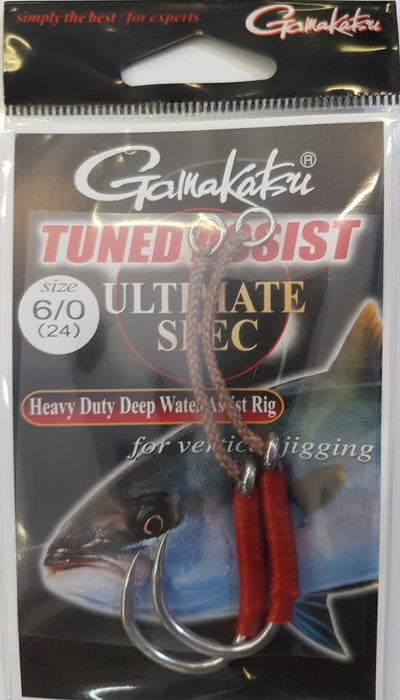 simply the best / for experts
Gamakatsu
Gamakatsu®
TUNED ASSIST
size
6/0
(24)
ULTIMATE
SPEC
Heavy Duty Deep Water Assist Rig
for vertical jigging